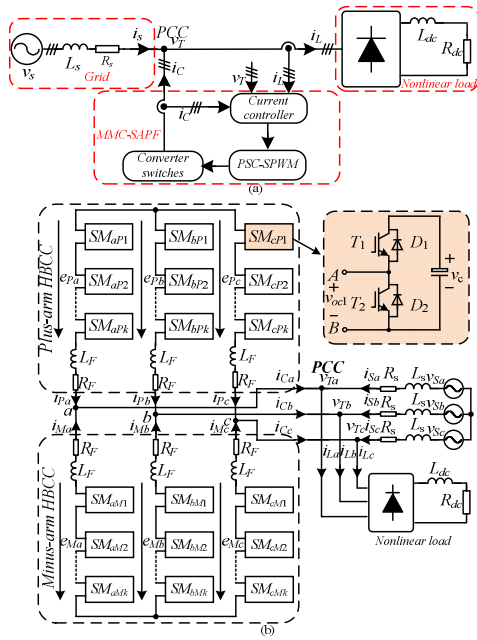 PCC
i_s v_T i_L
v_s L_s R_s
Grid
i_C
L_dc R_dc
Nonlinear load
v_T i_L
i_C
Current controller
MMC-SAPF
Converter switches
PSC-SPWM
(a)
Plus-arm HBCC
SM_aP1 SM_bP1 SM_cP1
e_Pa e_Pb e_Pc
SM_aP2 SM_bP2 SM_cP2
SM_aPk SM_bPk SM_cPk
L_F L_F L_F
R_F R_F R_F
T_1 D_1
A
+ v_oc1 −
T_2 D_2
B
+ v_c −
i_Pa i_Pb i_Pc
a b c
i_Ma i_Mb i_Mc
i_Ca i_Cb i_Cc
PCC
v_Ta i_Sa R_s L_s v_Sa
v_Tb i_Sb R_s L_s v_Sb
v_Tc i_Sc R_s L_s v_Sc
i_La i_Lb i_Lc
L_dc
R_dc
Nonlinear load
Minus-arm HBCC
R_F R_F R_F
L_F L_F L_F
SM_aM1 SM_bM1 SM_cM1
e_Ma e_Mb e_Mc
SM_aM2 SM_bM2 SM_cM2
SM_aMk SM_bMk SM_cMk
(b)